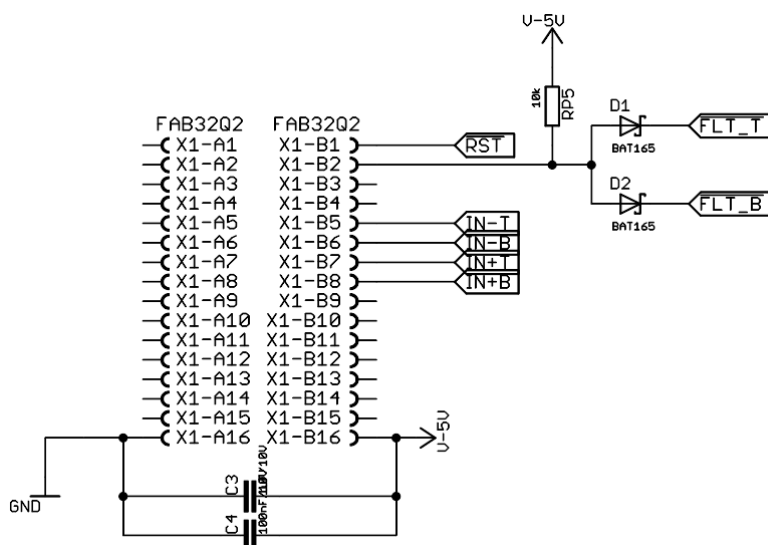 V-5V
10k
RP5
D1
BAT165
FLT_T
D2
BAT165
FLT_B
FAB32Q2 FAB32Q2
X1-A1 X1-B1 RST
X1-A2 X1-B2
X1-A3 X1-B3
X1-A4 X1-B4
X1-A5 X1-B5 IN-T
X1-A6 X1-B6 IN-B
X1-A7 X1-B7 IN+T
X1-A8 X1-B8 IN+B
X1-A9 X1-B9
X1-A10 X1-B10
X1-A11 X1-B11
X1-A12 X1-B12
X1-A13 X1-B13
X1-A14 X1-B14
X1-A15 X1-B15
X1-A16 X1-B16 V-5V
GND
C3
C4